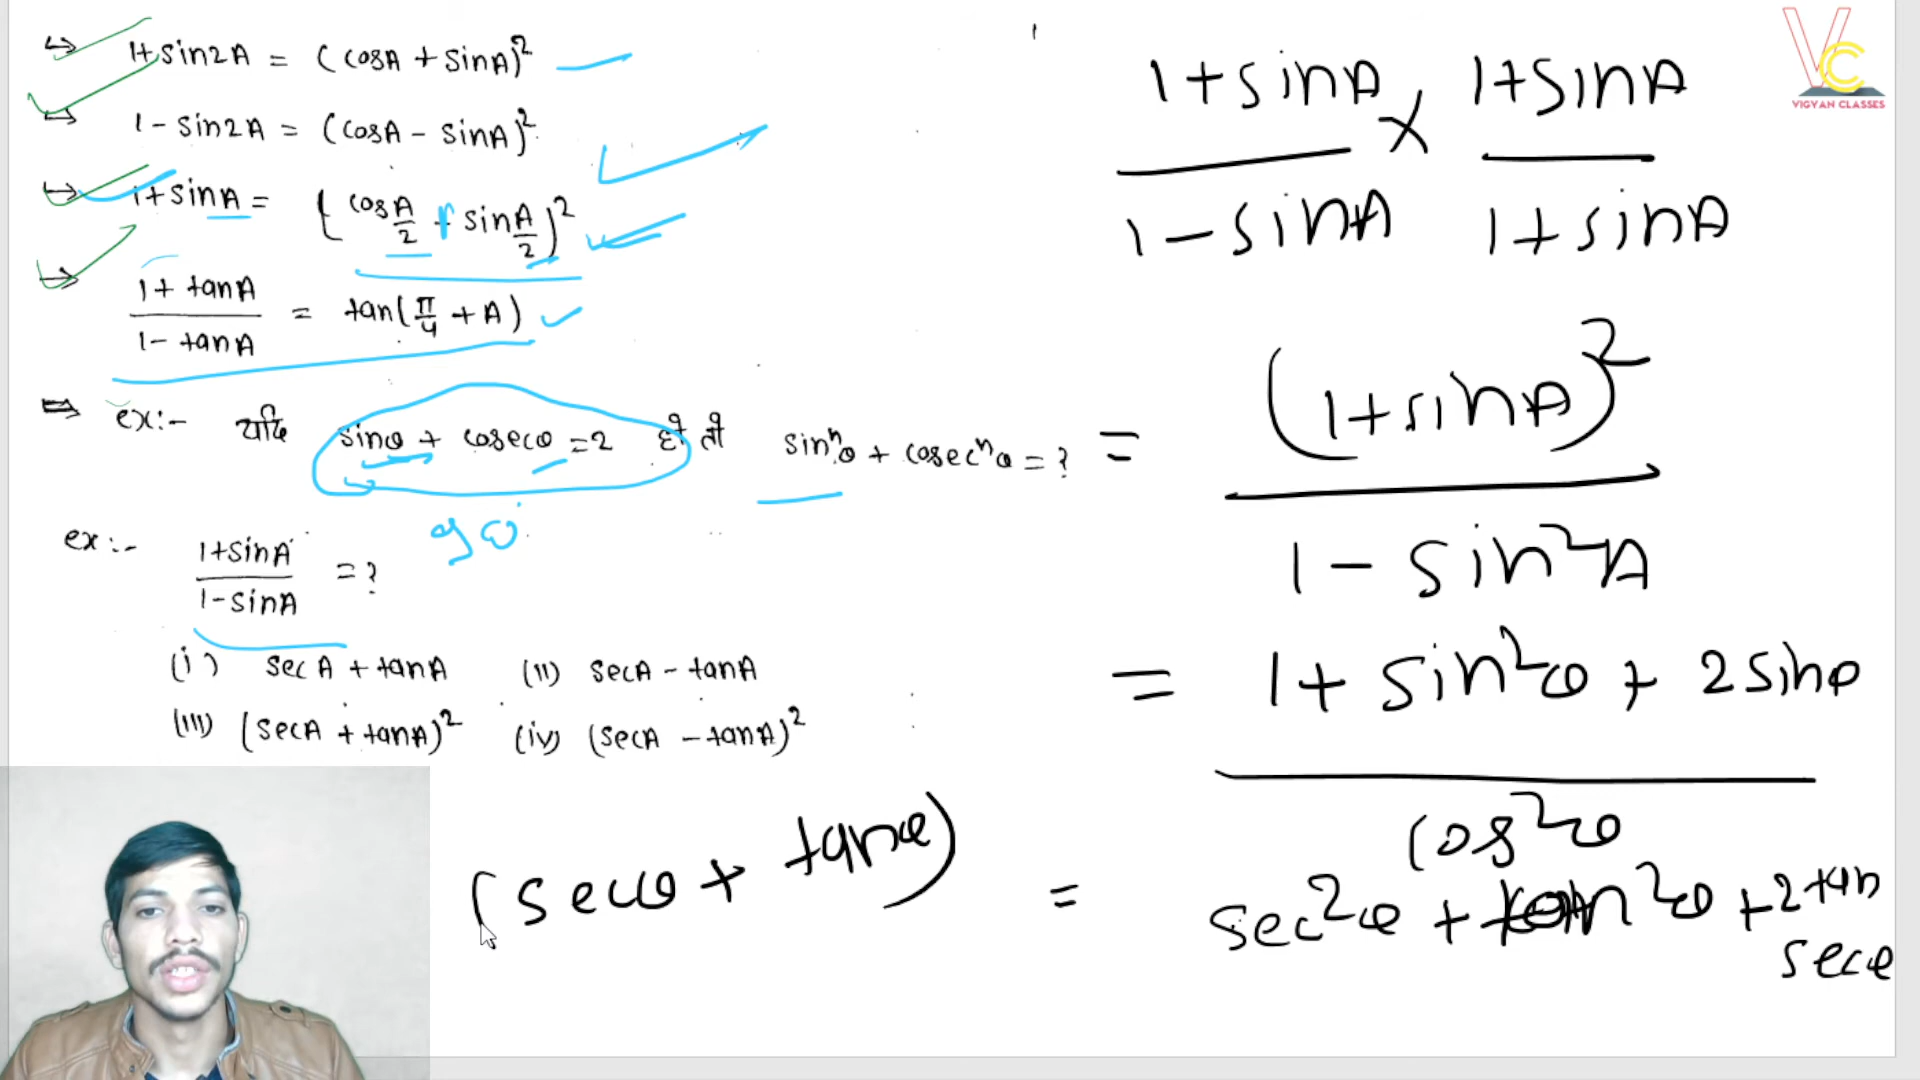 1+sin2A = (cosA + sinA)²
1 - sin2A = (cosA - sinA)²
1+sinA = {cos A/2 + sin A/2)²
1+ tanA / 1- tanA = tan(π/4 + A)
ex:- यदि sinθ + cosecθ = 2 हो तो sinⁿθ + cosecⁿθ = ?
90
ex:- 1+sinA / 1-sinA = ?
(i) secA + tanA (ii) secA - tanA
(iii) (secA + tanA)² (iv) (secA - tanA)²
1+sinA / 1-sinA × 1+sinA / 1+sinA
= (1+sinA)² / 1-sin²A
= 1+ sin²θ + 2sinθ / cos²θ
(secθ + tanθ) = sec²θ + tan²θ + 2tan
secθ
VC
VIGYAN CLASSES